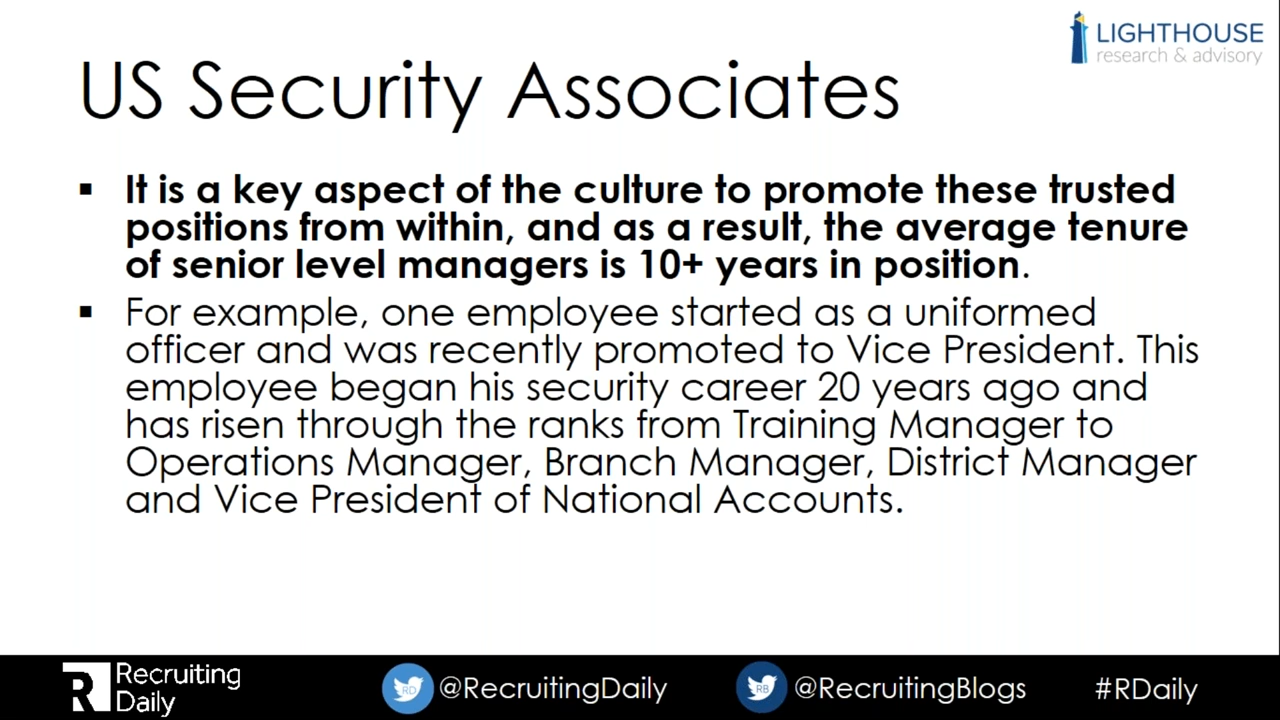 LIGHTHOUSE
research & advisory
US Security Associates
▪ It is a key aspect of the culture to promote these trusted
positions from within, and as a result, the average tenure
of senior level managers is 10+ years in position.
▪ For example, one employee started as a uniformed
officer and was recently promoted to Vice President. This
employee began his security career 20 years ago and
has risen through the ranks from Training Manager to
Operations Manager, Branch Manager, District Manager
and Vice President of National Accounts.
R Recruiting
Daily
RD @RecruitingDaily
RB @RecruitingBlogs
#RDaily